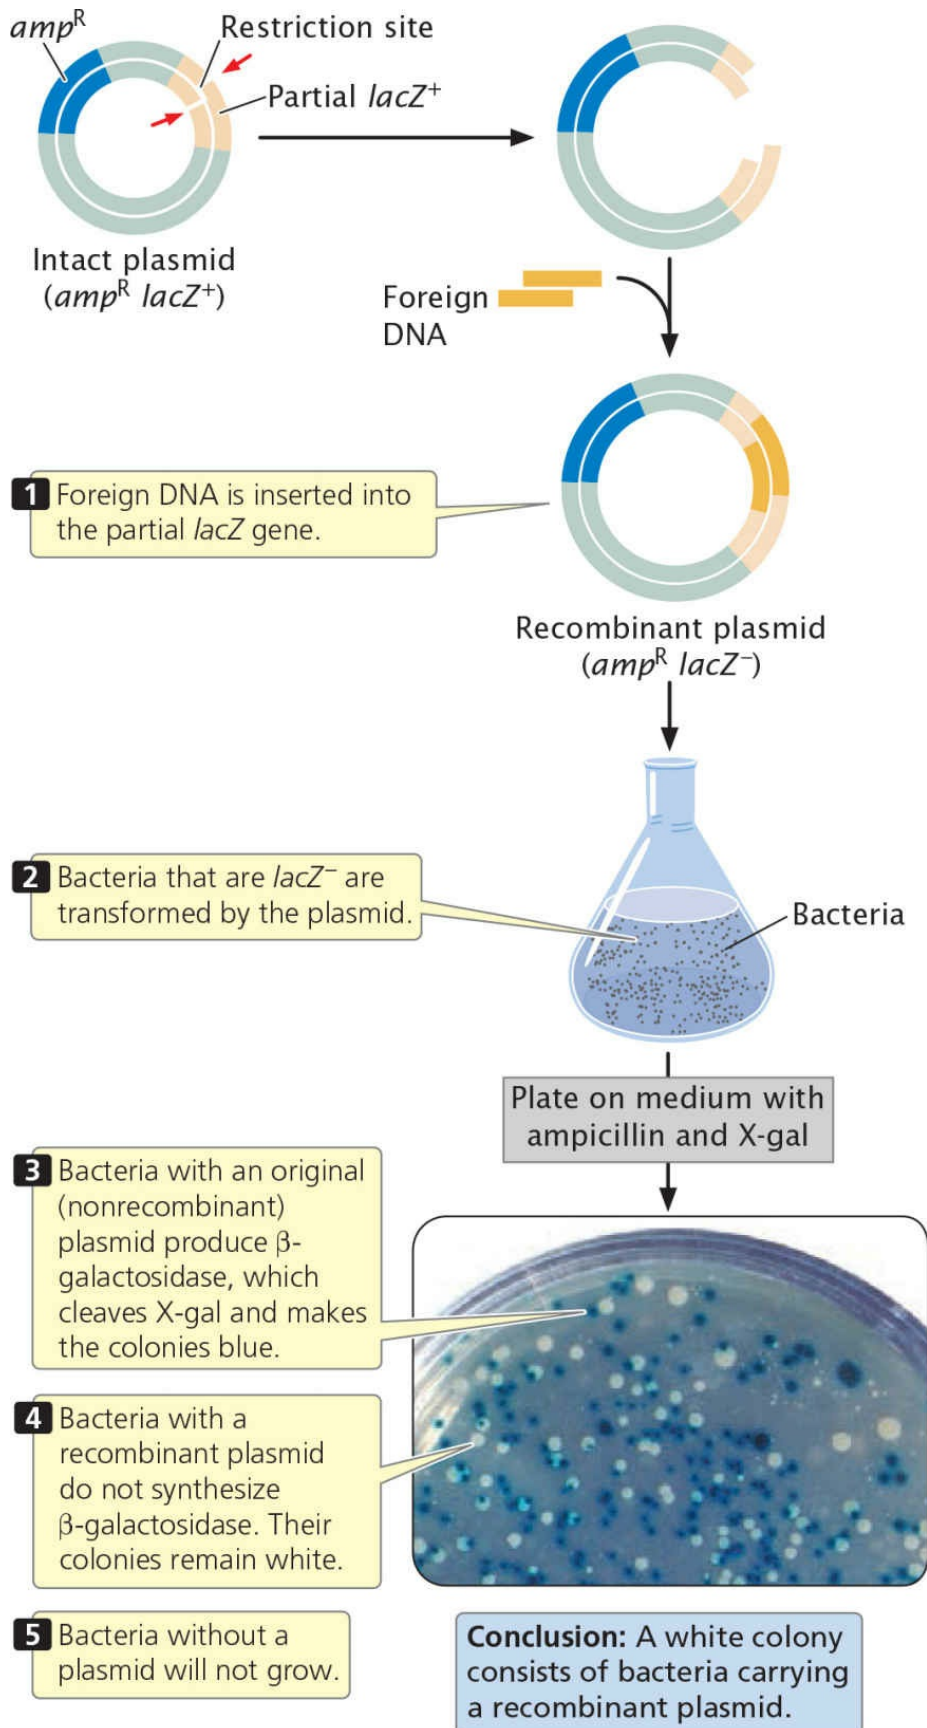 amp^R
Restriction site
Partial lacZ⁺
Intact plasmid
(amp^R lacZ⁺)
Foreign
DNA
1 Foreign DNA is inserted into
the partial lacZ gene.
Recombinant plasmid
(amp^R lacZ⁻)
2 Bacteria that are lacZ⁻ are
transformed by the plasmid.
Bacteria
Plate on medium with
ampicillin and X-gal
3 Bacteria with an original
(nonrecombinant)
plasmid produce β-
galactosidase, which
cleaves X-gal and makes
the colonies blue.
4 Bacteria with a
recombinant plasmid
do not synthesize
β-galactosidase. Their
colonies remain white.
5 Bacteria without a
plasmid will not grow.
Conclusion: A white colony
consists of bacteria carrying
a recombinant plasmid.